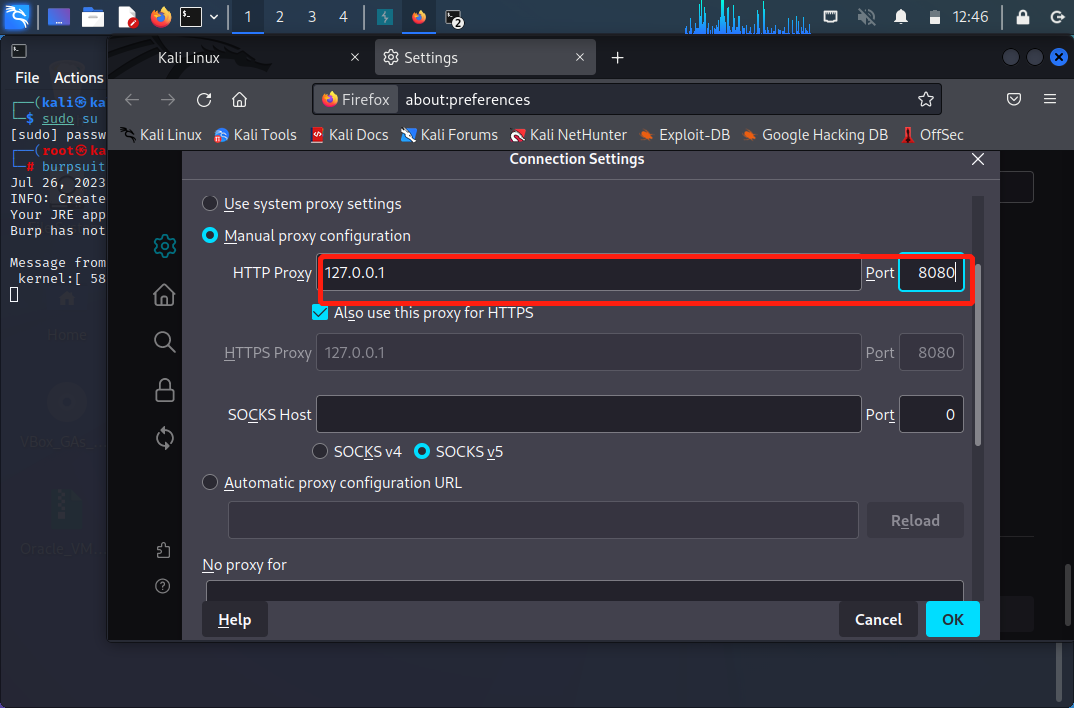 1 2 3 4 2 12:46
File Actions
┌──(kali㉿ka
└─$ sudo su
[sudo] passw
┌──(root㉿ka
└─# burpsuit
Jul 26, 2023
INFO: Create
Your JRE app
Burp has not
Message from
kernel:[ 58
Home
VBox_GAs_
Oracle_VM_
Kali Linux
Settings
Firefox about:preferences
Kali Linux Kali Tools Kali Docs Kali Forums Kali NetHunter Exploit-DB Google Hacking DB OffSec
Connection Settings
Use system proxy settings
Manual proxy configuration
HTTP Proxy 127.0.0.1 Port 8080
Also use this proxy for HTTPS
HTTPS Proxy 127.0.0.1 Port 8080
SOCKS Host Port 0
SOCKS v4 SOCKS v5
Automatic proxy configuration URL
Reload
No proxy for
Help Cancel OK